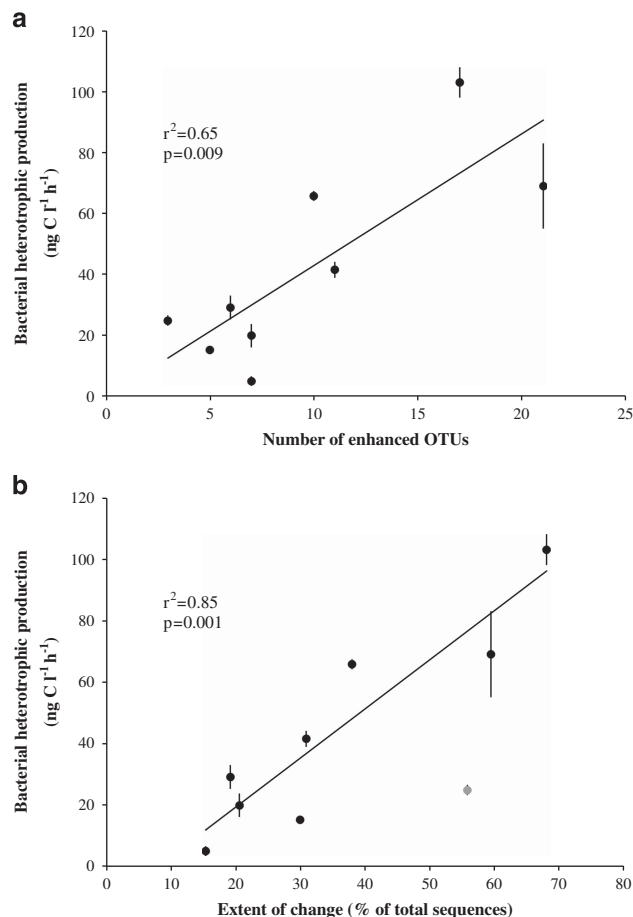 a
120
100
80
60
40
20
0
Bacterial heterotrophic production
(ng C l⁻¹ h⁻¹)
r²=0.65
p=0.009
0 5 10 15 20 25
Number of enhanced OTUs
b
120
100
80
60
40
20
0
Bacterial heterotrophic production
(ng C l⁻¹ h⁻¹)
r²=0.85
p=0.001
0 10 20 30 40 50 60 70 80
Extent of change (% of total sequences)